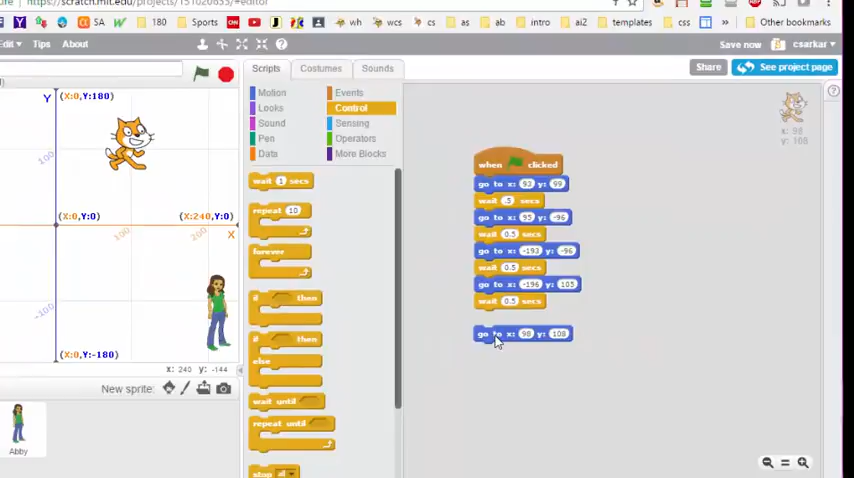 https://scratch.mit.edu/projects/151020655/#editor
SA 180 Sports wh wcs cs as ab intro ai2 templates css Other bookmarks
Edit Tips About Save now csarkar
Share See project page
Scripts Costumes Sounds
Motion Events
Looks Control
Sound Sensing
Pen Operators
Data More Blocks
wait 1 secs
repeat 10
forever
if then
if then
else
wait until
repeat until
stop all
Y (X:0,Y:180)
100
(X:0,Y:0) (X:240,Y:0)
100 200 X
-100
(X:0,Y:-180)
x: 240 y: -144
New sprite:
Abby
when clicked
go to x: 93 y: 99
wait .5 secs
go to x: 95 y: -96
wait 0.5 secs
go to x: -193 y: -96
wait 0.5 secs
go to x: -196 y: 105
wait 0.5 secs
go to x: 98 y: 108
x: 98
y: 108